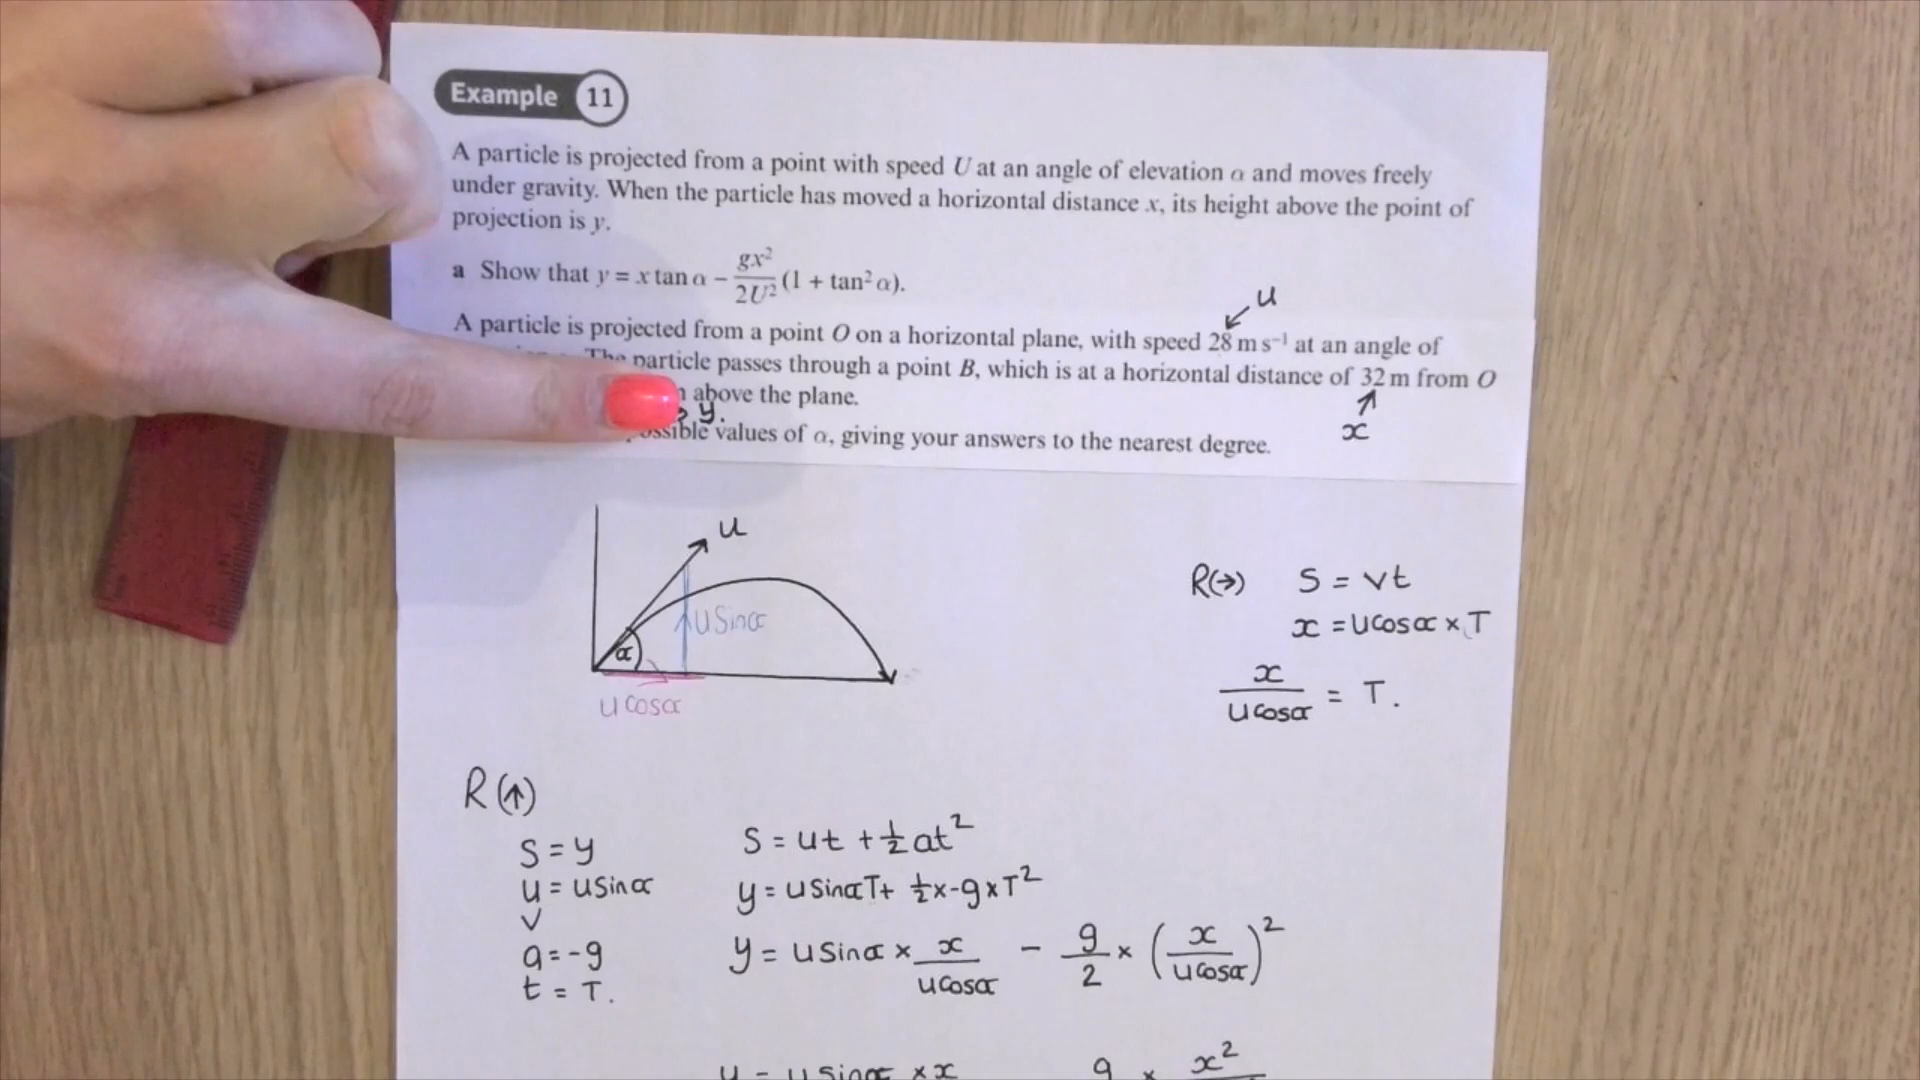 Example 11
A particle is projected from a point with speed U at an angle of elevation α and moves freely
under gravity. When the particle has moved a horizontal distance x, its height above the point of
projection is y.
a Show that y = x tan α − gx²/2U² (1 + tan² α).
u
A particle is projected from a point O on a horizontal plane, with speed 28 m s⁻¹ at an angle of
The particle passes through a point B, which is at a horizontal distance of 32 m from O
above the plane.
y.
x
values of α, giving your answers to the nearest degree.
u
usinα
α
ucosα
R(→) S = vt
x = ucosα × T
x/ucosα = T.
R(↑)
S = y
u = usinα
v
a = -g
t = T.
S = ut + ½at²
y = usinαT + ½x-gxT²
y = usinα × x/ucosα − g/2 × (x/ucosα)²
y = usinα × x g × x²